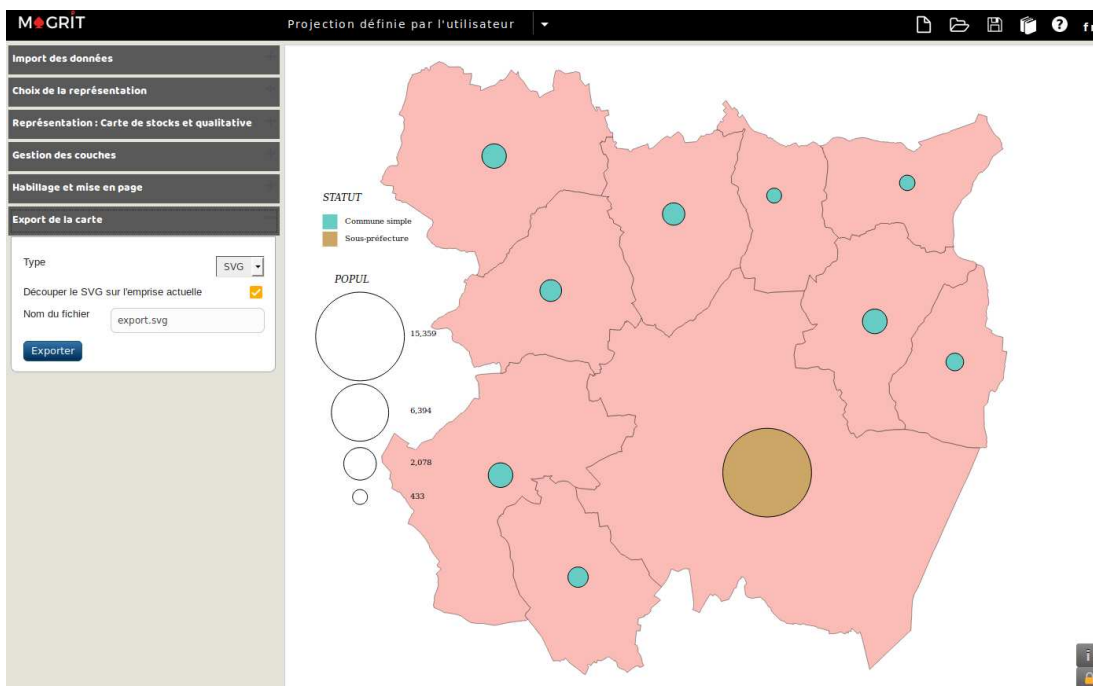 MAGRIT
Projection définie par l'utilisateur
Import des données
Choix de la représentation
Représentation : Carte de stocks et qualitative
Gestion des couches
Habillage et mise en page
Export de la carte
Type
SVG
Découper le SVG sur l'emprise actuelle
Nom du fichier
export.svg
Exporter
STATUT
Commune simple
Sous-préfecture
POPUL
15,359
6,394
2,078
433